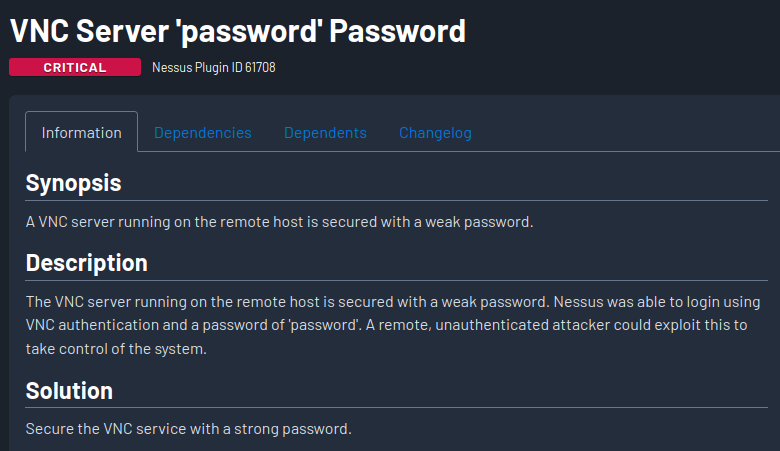 VNC Server 'password' Password
CRITICAL Nessus Plugin ID 61708
Information Dependencies Dependents Changelog
Synopsis
A VNC server running on the remote host is secured with a weak password.
Description
The VNC server running on the remote host is secured with a weak password. Nessus was able to login using
VNC authentication and a password of 'password'. A remote, unauthenticated attacker could exploit this to
take control of the system.
Solution
Secure the VNC service with a strong password.